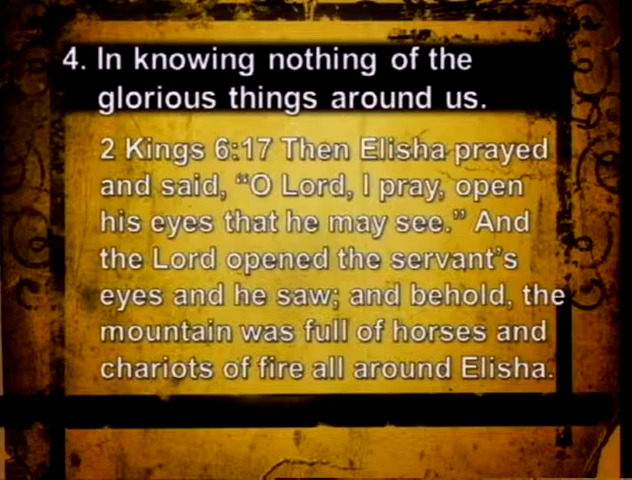 4. In knowing nothing of the
glorious things around us.
2 Kings 6:17 Then Elisha prayed
and said, “O Lord, I pray, open
his eyes that he may see.” And
the Lord opened the servant’s
eyes and he saw; and behold, the
mountain was full of horses and
chariots of fire all around Elisha.